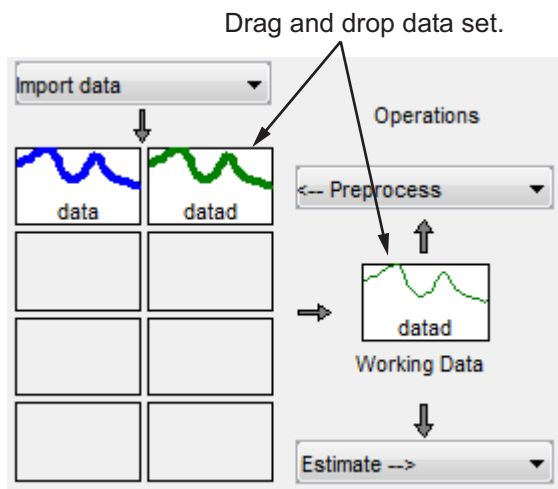 Drag and drop data set.
Import data
Operations
data
datad
<-- Preprocess
datad
Working Data
Estimate -->